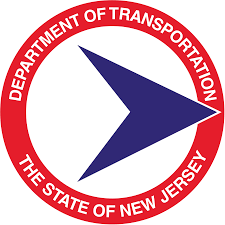 DEPARTMENT OF TRANSPORTATION
THE STATE OF NEW JERSEY